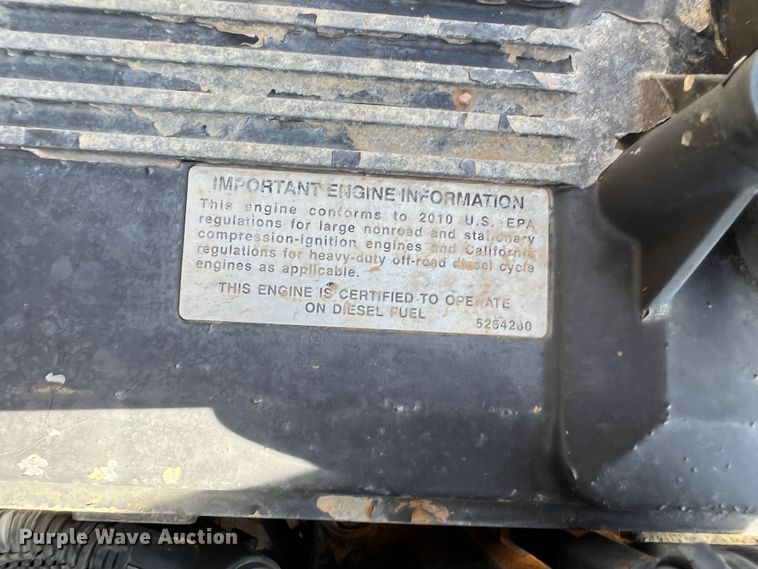 IMPORTANT ENGINE INFORMATION
This engine conforms to 2010 U.S. EPA
regulations for large nonroad and stationary
compression-ignition engines and California
regulations for heavy-duty off-road diesel cycle
engines as applicable.
THIS ENGINE IS CERTIFIED TO OPERATE
ON DIESEL FUEL
Purple Wave Auction